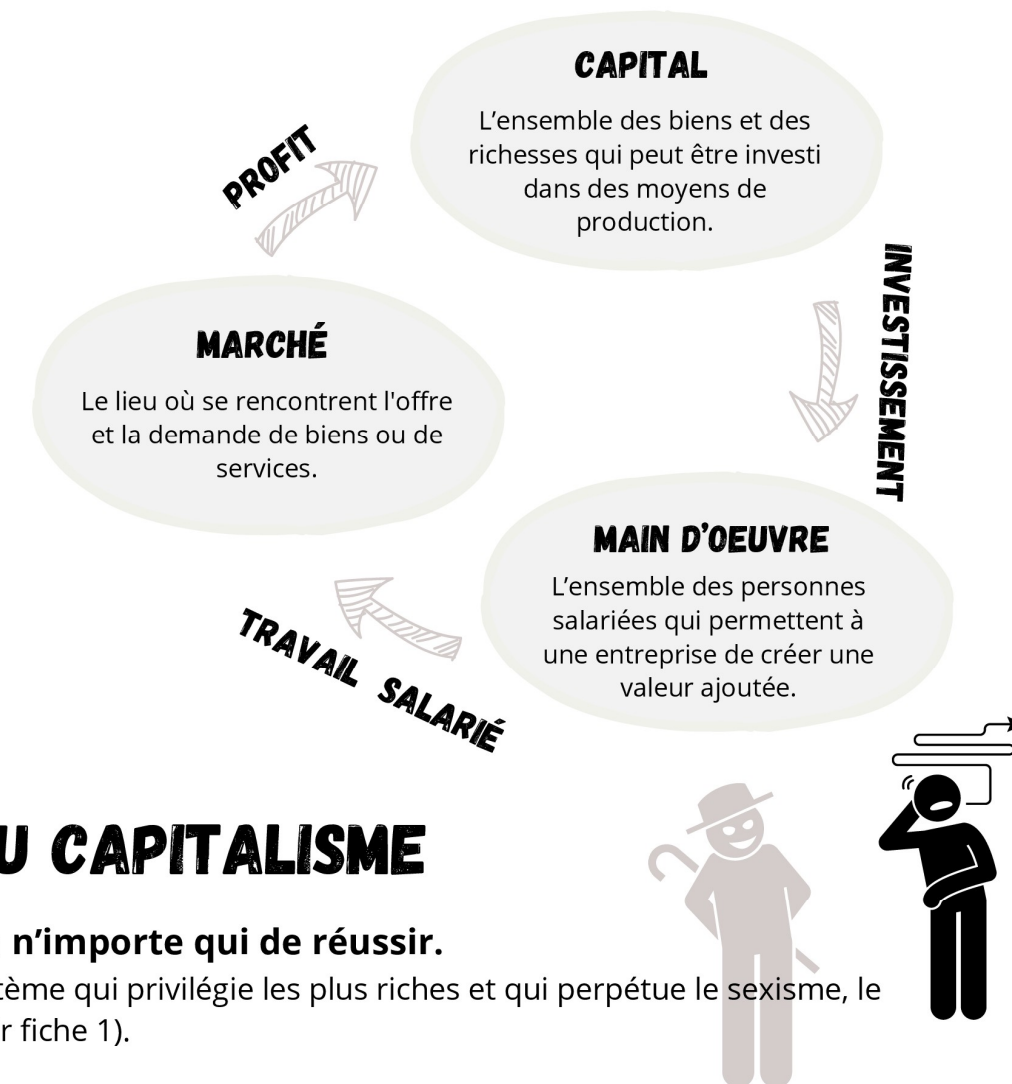 CAPITAL
L’ensemble des biens et des
richesses qui peut être investi
dans des moyens de
production.
PROFIT
INVESTISSEMENT
MARCHÉ
Le lieu où se rencontrent l'offre
et la demande de biens ou de
services.
MAIN D’OEUVRE
L’ensemble des personnes
salariées qui permettent à
une entreprise de créer une
valeur ajoutée.
TRAVAIL SALARIÉ
U CAPITALISME
n’importe qui de réussir.
tème qui privilégie les plus riches et qui perpétue le sexisme, le
r fiche 1).